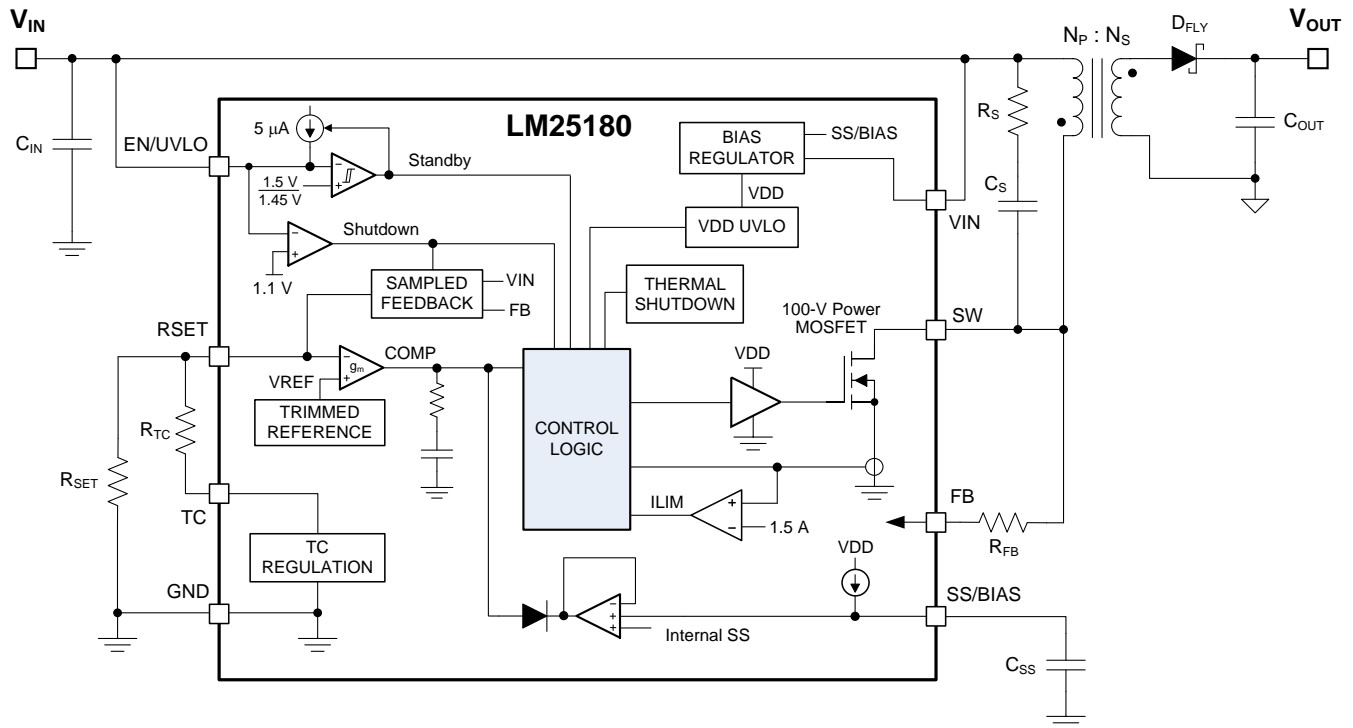 VIN
VOUT
NP : NS
DFLY
LM25180
5 μA
RS
CIN
EN/UVLO
BIAS
REGULATOR
SS/BIAS
COUT
Standby
1.5 V
1.45 V
CS
VDD
VIN
VDD UVLO
Shutdown
1.1 V
SAMPLED
FEEDBACK
VIN
FB
THERMAL
SHUTDOWN
100-V Power
MOSFET
SW
RSET
COMP
gm
VREF
VDD
TRIMMED
REFERENCE
RTC
CONTROL
LOGIC
RSET
FB
ILIM
1.5 A
TC
RFB
TC
REGULATION
VDD
GND
SS/BIAS
Internal SS
CSS